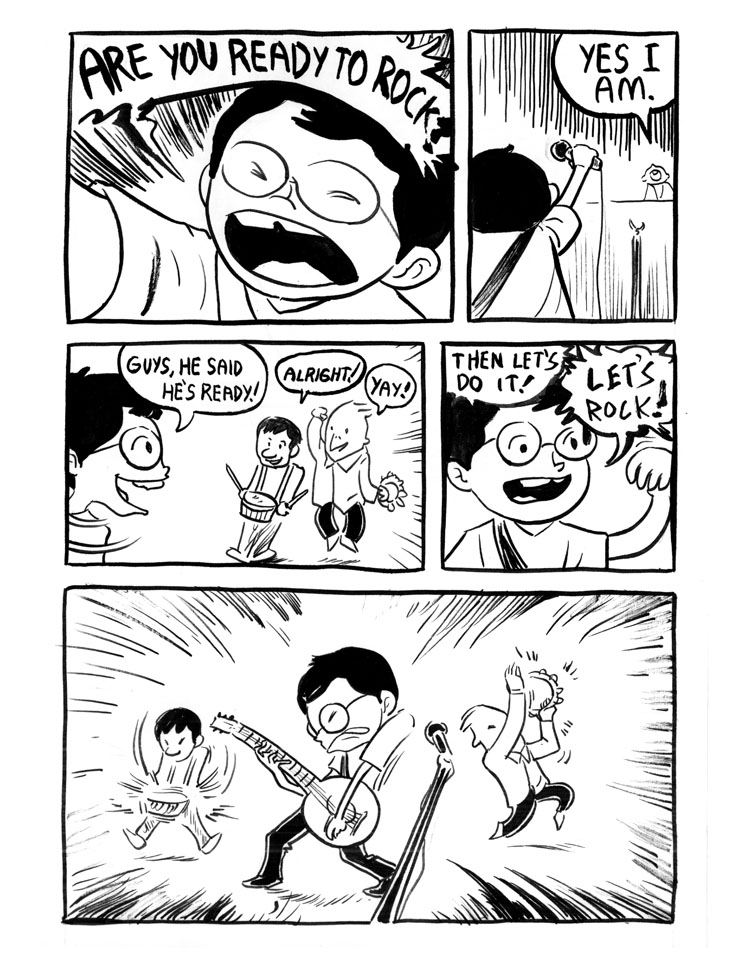 ARE YOU READY TO ROCK
YES I
AM.
GUYS, HE SAID
HE'S READY!
ALRIGHT!
YAY!
THEN LET'S
DO IT!
LET'S
ROCK!